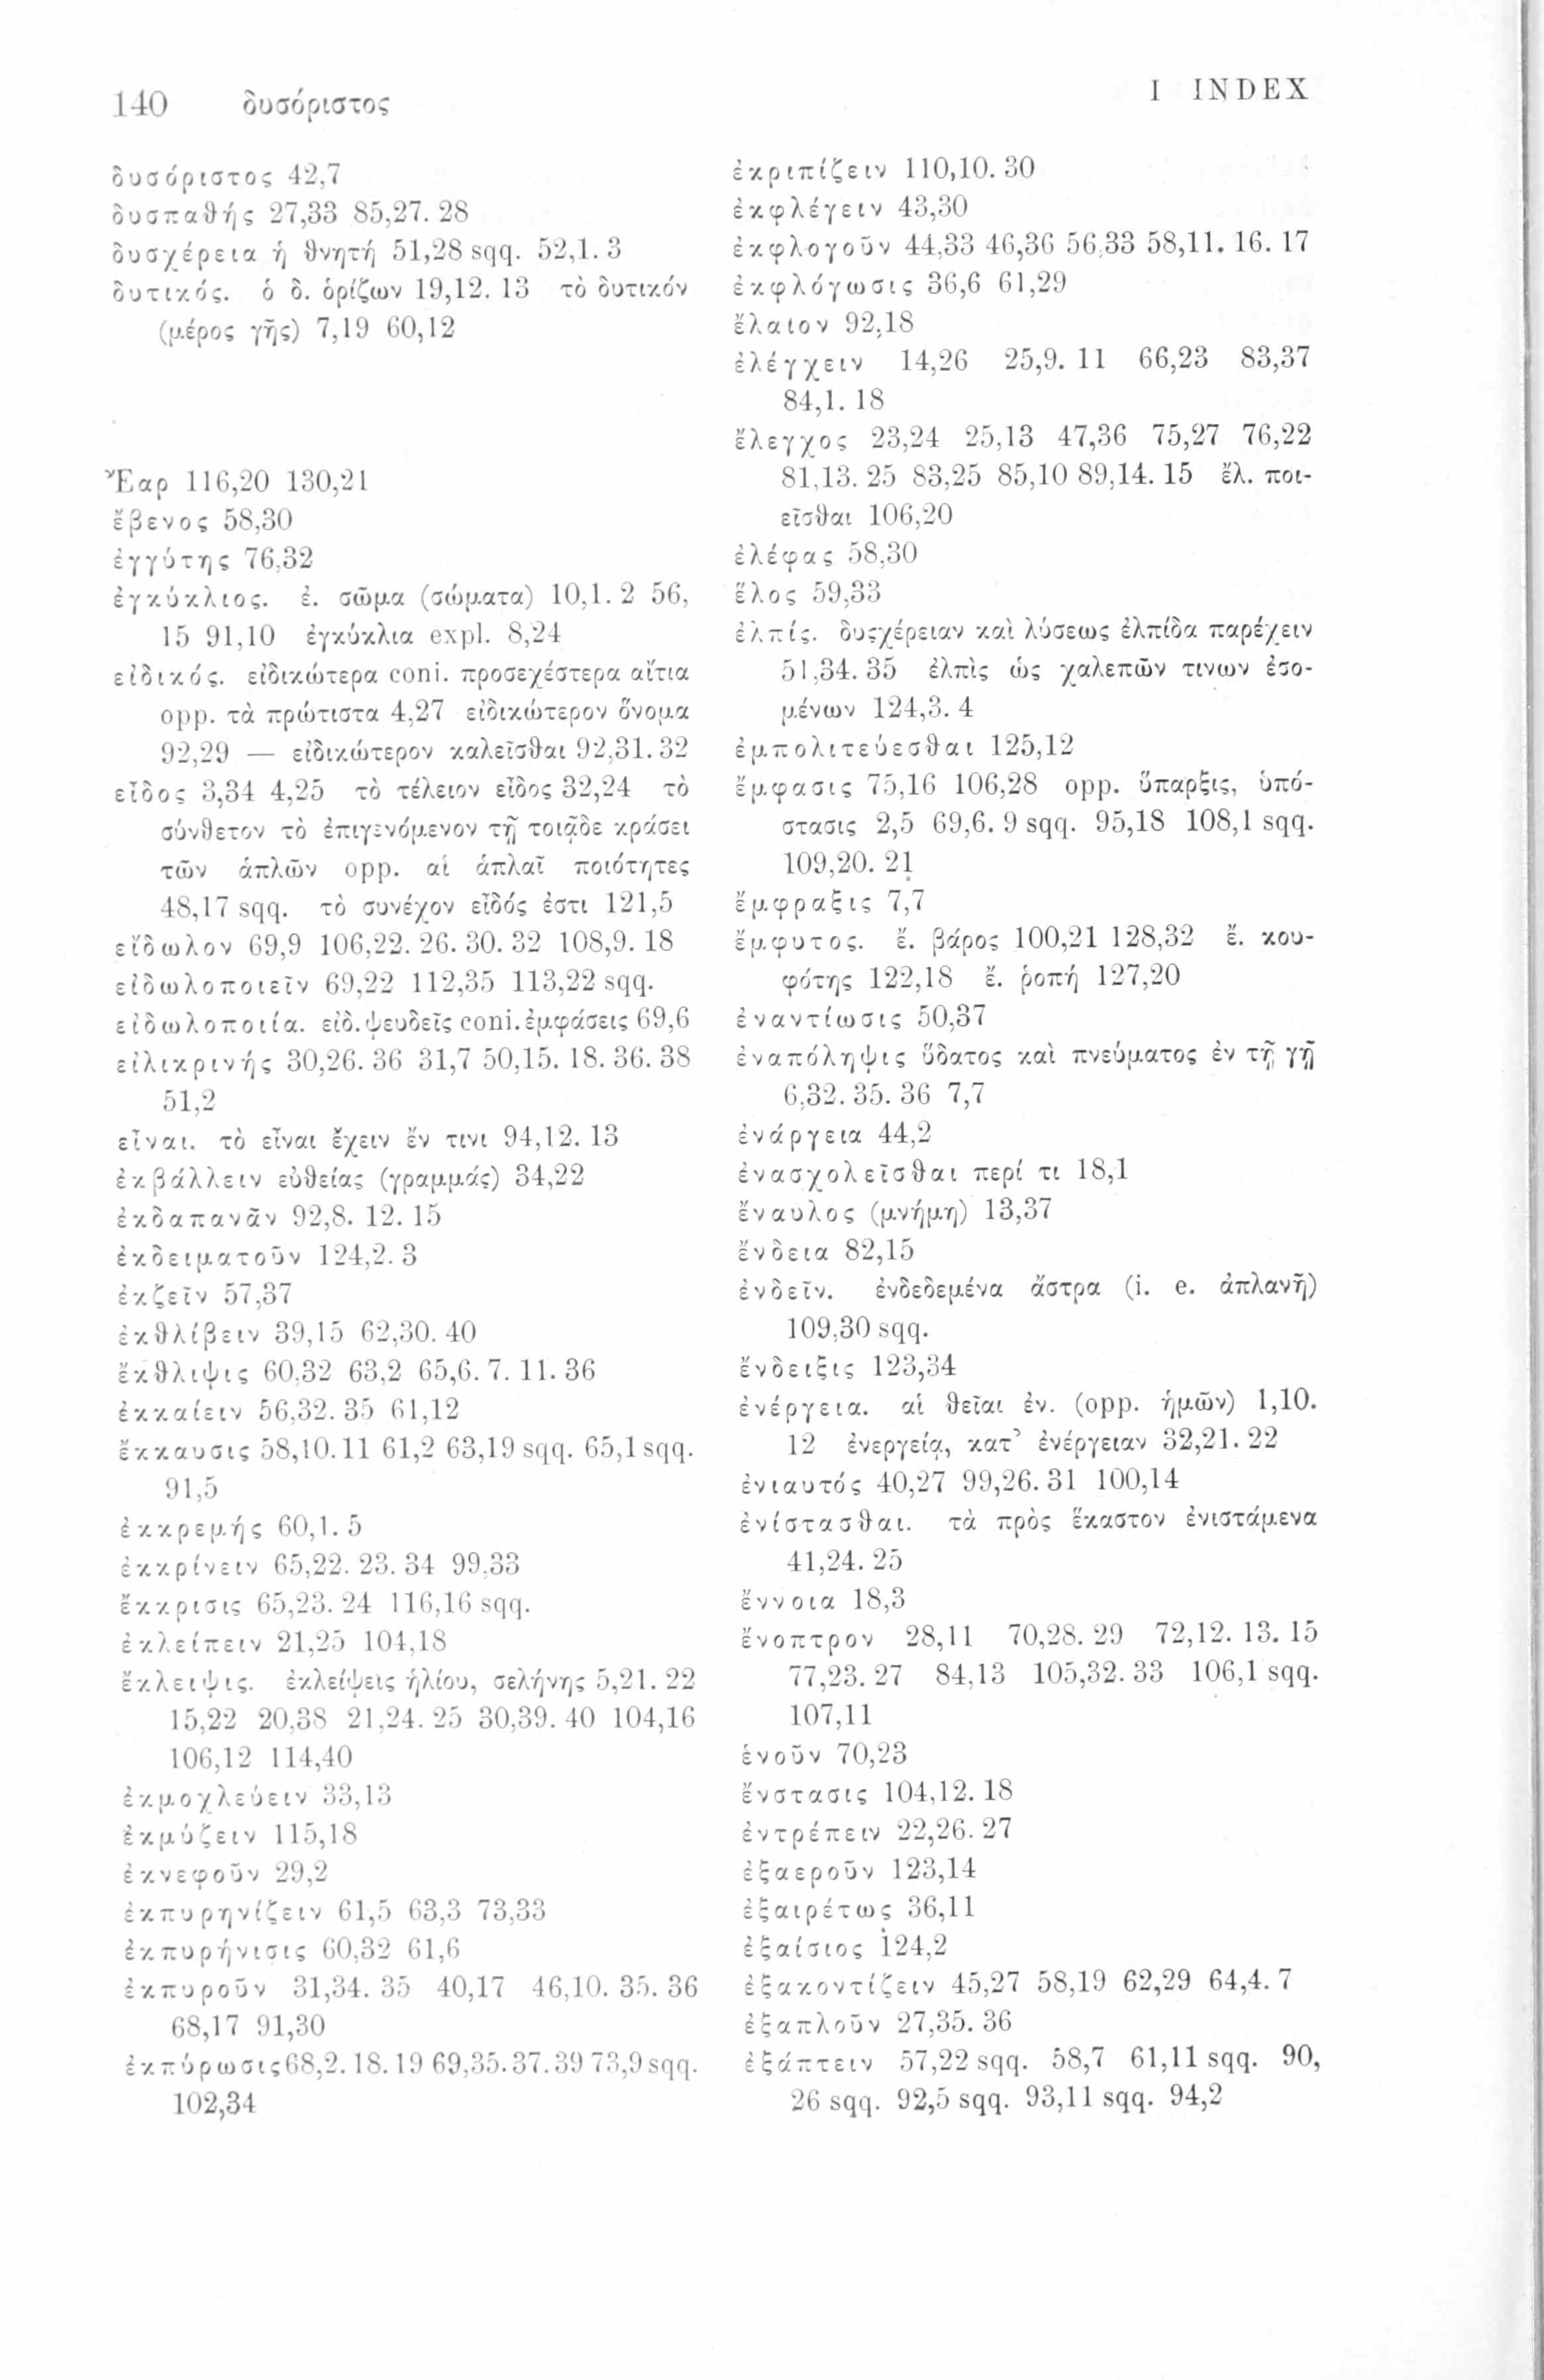 140 δυσόριστος I INDEX
δυσόριστος 42,7
δυσπαθής 27,33 85,27. 28
δυσχέρεια ἡ θνητή 51,28 sqq. 52,1. 3
δυτικός. ὁ δ. ὁρίζων 19,12. 13 τὸ δυτικόν
(μέρος γῆς) 7,19 60,12
Ἔαρ 116,20 130,21
ἔβενος 58,30
ἐγγύτης 76,32
ἐγκύκλιος. ἐ. σῶμα (σώματα) 10,1. 2 56,
15 91,10 ἐγκύκλια expl. 8,24
εἰδικός. εἰδικώτερα coni. προσεχέστερα αἴτια
opp. τὰ πρώτιστα 4,27 εἰδικώτερον ὄνομα
92,29 — εἰδικώτερον καλεῖσθαι 92,31. 32
εἶδος 3,34 4,25 τὸ τέλειον εἶδος 32,24 τὸ
σύνθετον τὸ ἐπιγενόμενον τῇ τοιᾷδε κράσει
τῶν ἁπλῶν opp. αἱ ἁπλαῖ ποιότητες
48,17 sqq. τὸ συνέχον εἶδός ἐστι 121,5
εἴδωλον 69,9 106,22. 26. 30. 32 108,9. 18
εἰδωλοποιεῖν 69,22 112,35 113,22 sqq.
εἰδωλοποιία. εἰδ. ψευδεῖς coni. ἐμφάσεις 69,6
εἰλικρινής 30,26. 36 31,7 50,15. 18. 36. 38
51,2
εἶναι. τὸ εἶναι ἔχειν ἔν τινι 94,12. 13
ἐκβάλλειν εὐθείας (γραμμάς) 34,22
ἐκδαπανᾶν 92,8. 12. 15
ἐκδειματοῦν 124,2. 3
ἐκζεῖν 57,37
ἐκθλίβειν 39,15 62,30. 40
ἔκθλιψις 60,32 63,2 65,6. 7. 11. 36
ἐκκαίειν 56,32. 35 61,12
ἔκκαυσις 58,10. 11 61,2 63,19 sqq. 65,1 sqq.
91,5
ἐκκρεμής 60,1. 5
ἐκκρίνειν 65,22. 23. 34 99,33
ἔκκρισις 65,23. 24 116,16 sqq.
ἐκλείπειν 21,25 104,18
ἔκλειψις. ἐκλείψεις ἡλίου, σελήνης 5,21. 22
15,22 20,38 21,24. 25 30,39. 40 104,16
106,12 114,40
ἐκμοχλεύειν 33,13
ἐκμύζειν 115,18
ἐκνεφοῦν 29,2
ἐκπυρηνίζειν 61,5 63,3 73,33
ἐκπυρήνισις 60,32 61,6
ἐκπυροῦν 31,34. 35 40,17 46,10. 35. 36
68,17 91,30
ἐκπύρωσις 68,2. 18. 19 69,35. 37. 39 73,9 sqq.
102,34
ἐκριπίζειν 110,10. 30
ἐκφλέγειν 43,30
ἐκφλογοῦν 44,33 46,36 56,33 58,11. 16. 17
ἐκφλόγωσις 36,6 61,29
ἔλαιον 92,18
ἐλέγχειν 14,26 25,9. 11 66,23 83,37
84,1. 18
ἔλεγχος 23,24 25,13 47,36 75,27 76,22
81,13. 25 83,25 85,10 89,14. 15 ἔλ. ποι-
εῖσθαι 106,20
ἐλέφας 58,30
ἕλος 59,33
ἐλπίς. δυςχέρειαν καὶ λύσεως ἐλπίδα παρέχειν
51,34. 35 ἐλπὶς ὡς χαλεπῶν τινων ἐσο-
μένων 124,3. 4
ἐμπολιτεύεσθαι 125,12
ἔμφασις 75,16 106,28 opp. ὕπαρξις, ὑπό-
στασις 2,5 69,6. 9 sqq. 95,18 108,1 sqq.
109,20. 21
ἔμφραξις 7,7
ἔμφυτος. ἔ. βάρος 100,21 128,32 ἔ. κου-
φότης 122,18 ἔ. ῥοπή 127,20
ἐναντίωσις 50,37
ἐναπόληψις ὕδατος καὶ πνεύματος ἐν τῇ γῇ
6,32. 35. 36 7,7
ἐνάργεια 44,2
ἐνασχολεῖσθαι περί τι 18,1
ἔναυλος (μνήμη) 13,37
ἔνδεια 82,15
ἐνδεῖν. ἐνδεδεμένα ἄστρα (i. e. ἀπλανῆ)
109,30 sqq.
ἔνδειξις 123,34
ἐνέργεια. αἱ θεῖαι ἐν. (opp. ἡμῶν) 1,10.
12 ἐνεργείᾳ, κατ’ ἐνέργειαν 32,21. 22
ἐνιαυτός 40,27 99,26. 31 100,14
ἐνίστασθαι. τὰ πρὸς ἕκαστον ἐνιστάμενα
41,24. 25
ἔννοια 18,3
ἔνοπτρον 28,11 70,28. 29 72,12. 13. 15
77,23. 27 84,13 105,32. 33 106,1 sqq.
107,11
ἑνοῦν 70,23
ἔνστασις 104,12. 18
ἐντρέπειν 22,26. 27
ἐξαεροῦν 123,14
ἐξαιρέτως 36,11
ἐξαίσιος 124,2
ἐξακοντίζειν 45,27 58,19 62,29 64,4. 7
ἐξαπλοῦν 27,35. 36
ἐξάπτειν 57,22 sqq. 58,7 61,11 sqq. 90,
26 sqq. 92,5 sqq. 93,11 sqq. 94,2